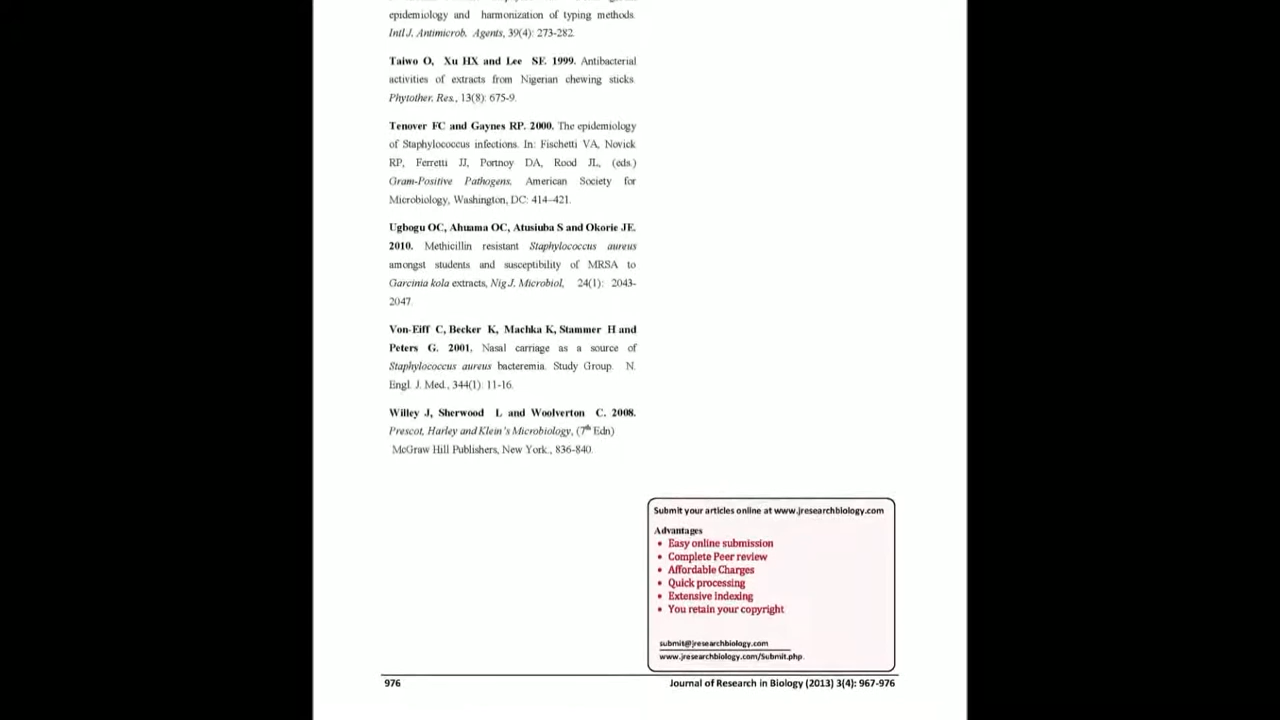 epidemiology and harmonization of typing methods.
Intl J. Antimicrob. Agents, 39(4): 273-282.
Taiwo O, Xu HX and Lee SF. 1999. Antibacterial
activities of extracts from Nigerian chewing sticks.
Phytother. Res., 13(8): 675-9.
Tenover FC and Gaynes RP. 2000. The epidemiology
of Staphylococcus infections. In: Fischetti VA, Novick
RP, Ferretti JJ, Portnoy DA, Rood JL, (eds.)
Gram-Positive Pathogens, American Society for
Microbiology, Washington, DC: 414–421.
Ugbogu OC, Ahuama OC, Atusiuba S and Okorie JE.
2010. Methicillin resistant Staphylococcus aureus
amongst students and susceptibility of MRSA to
Garcinia kola extracts, Nig J. Microbiol, 24(1): 2043-
2047.
Von-Eiff C, Becker K, Machka K, Stammer H and
Peters G. 2001. Nasal carriage as a source of
Staphylococcus aureus bacteremia. Study Group. N.
Engl. J. Med., 344(1): 11-16.
Willey J, Sherwood L and Woolverton C. 2008.
Prescot, Harley and Klein's Microbiology, (7th Edn)
McGraw Hill Publishers, New York., 836-840.
Submit your articles online at www.jresearchbiology.com
Advantages
• Easy online submission
• Complete Peer review
• Affordable Charges
• Quick processing
• Extensive indexing
• You retain your copyright
submit@jresearchbiology.com
www.jresearchbiology.com/Submit.php.
976
Journal of Research in Biology (2013) 3(4): 967-976